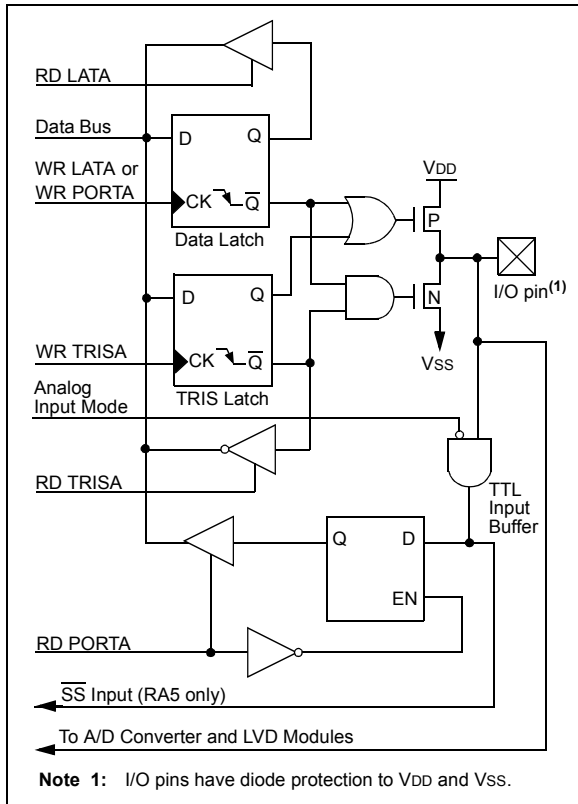 RD LATA
Data Bus
D Q
WR LATA or
WR PORTA
CK Q
Data Latch
VDD
P
I/O pin(1)
D Q
N
WR TRISA
CK Q
VSS
TRIS Latch
Analog
Input Mode
RD TRISA
TTL
Input
Buffer
Q D
EN
RD PORTA
SS Input (RA5 only)
To A/D Converter and LVD Modules
Note 1: I/O pins have diode protection to VDD and VSS.